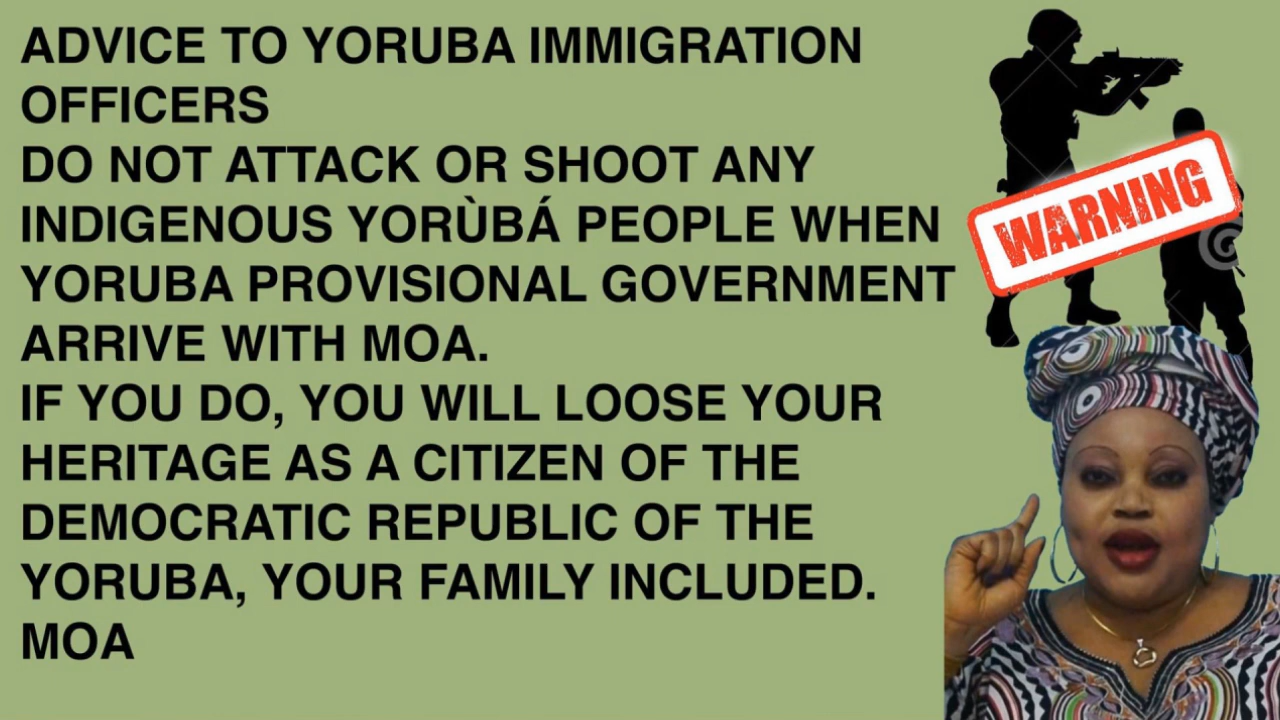 ADVICE TO YORUBA IMMIGRATION
OFFICERS
DO NOT ATTACK OR SHOOT ANY
INDIGENOUS YORÙBÁ PEOPLE WHEN
YORUBA PROVISIONAL GOVERNMENT
ARRIVE WITH MOA.
IF YOU DO, YOU WILL LOOSE YOUR
HERITAGE AS A CITIZEN OF THE
DEMOCRATIC REPUBLIC OF THE
YORUBA, YOUR FAMILY INCLUDED.
MOA
WARNING